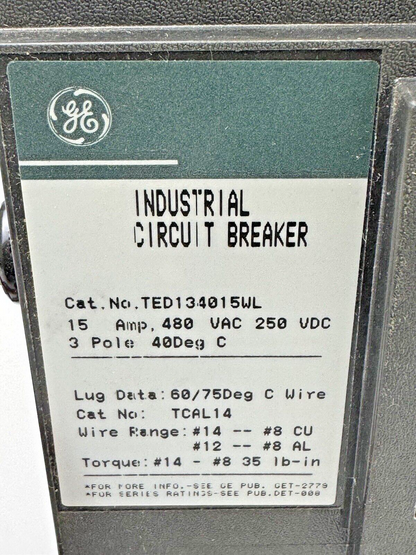 GE
INDUSTRIAL
CIRCUIT BREAKER
Cat.No.TED134015WL
15 Amp, 480 VAC 250 VDC
3 Pole 40Deg C
Lug Data: 60/75Deg C Wire
Cat No: TCAL14
Wire Range: #14 -- #8 CU
#12 -- #8 AL
Torque: #14 - #8 35 lb-in
*FOR MORE INFO.-SEE GE PUB. GET-2779
*FOR SERIES RATINGS-SEE PUB.DET-008